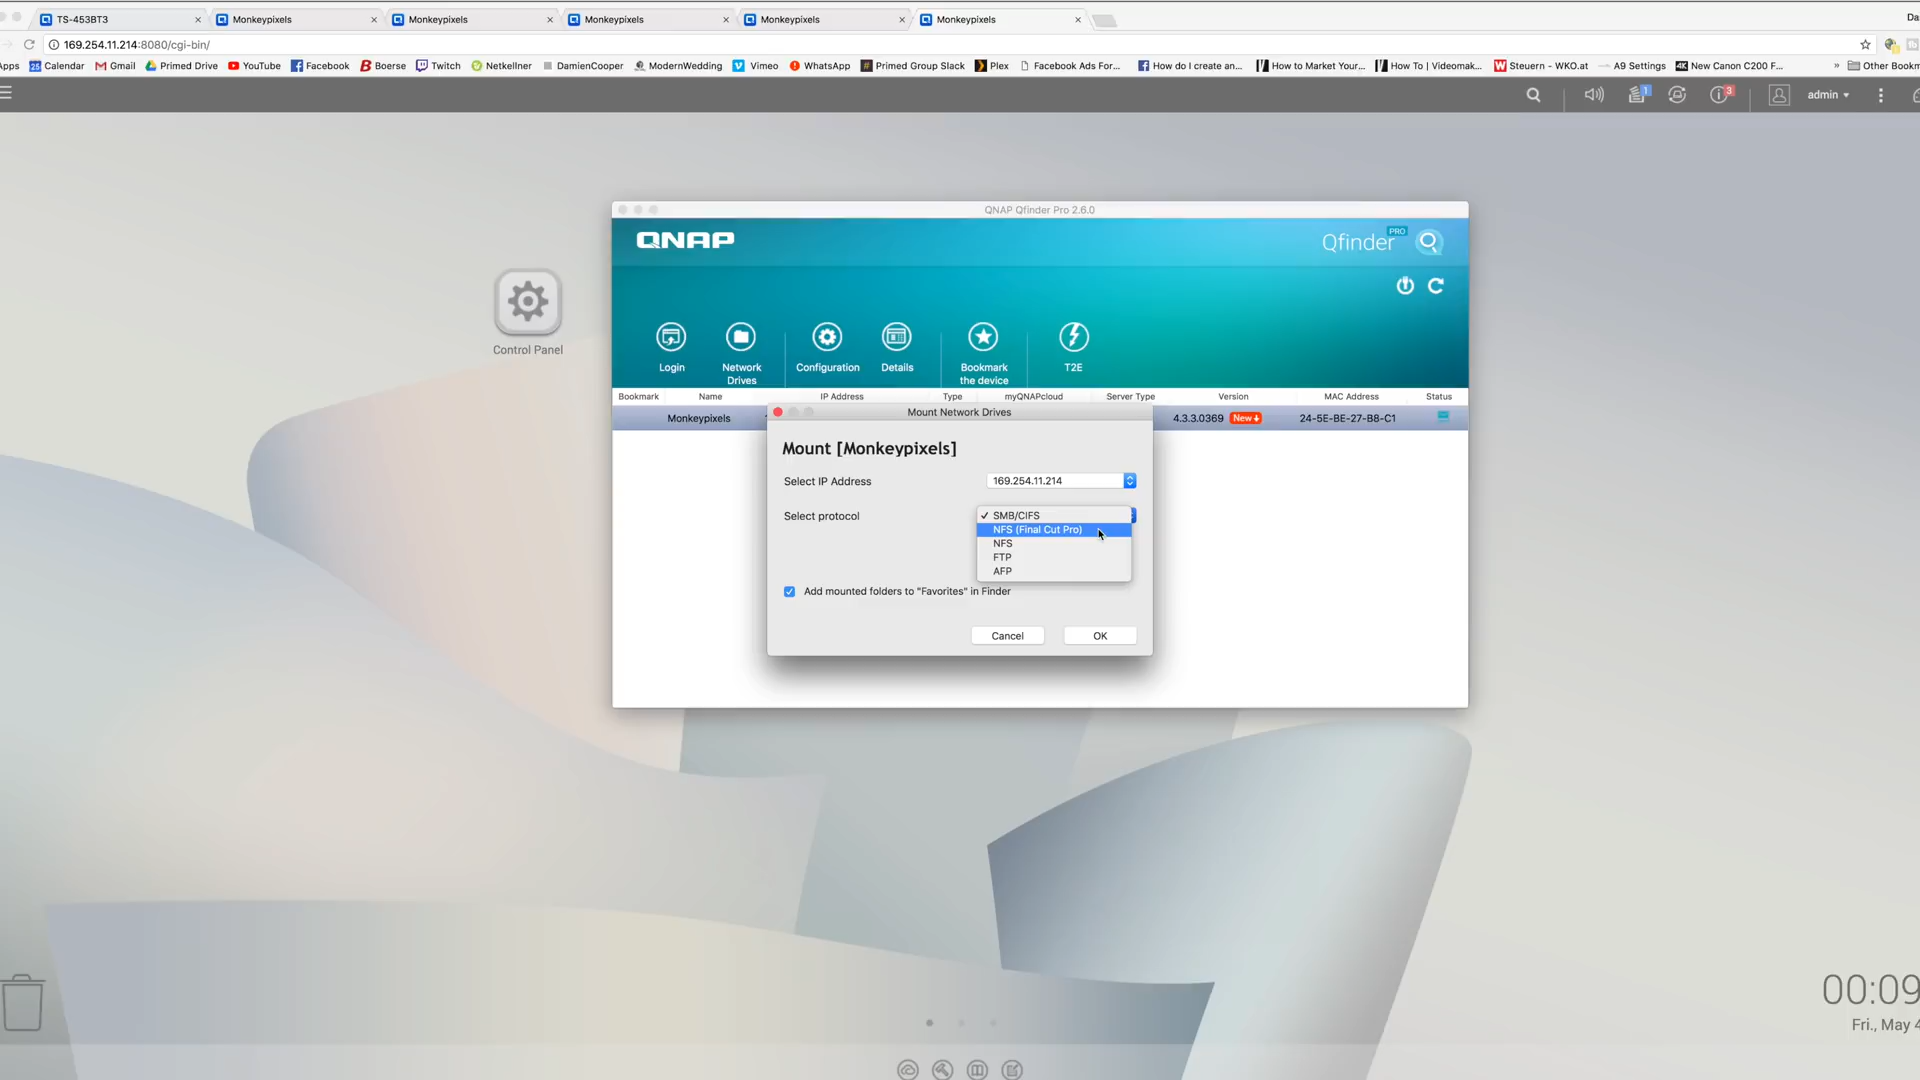 TS-453BT3
Monkeypixels
Monkeypixels
Monkeypixels
Monkeypixels
Monkeypixels
Da
169.254.11.214:8080/cgi-bin/
Apps Calendar Gmail Primed Drive YouTube Facebook Boerse Twitch Netkellner DamienCooper ModernWedding Vimeo WhatsApp Primed Group Slack Plex Facebook Ads For... How do I create an... How to Market Your... How To | Videomak... Steuern - WKO.at A9 Settings New Canon C200 F... » Other Bookm
1 3 admin
QNAP Qfinder Pro 2.6.0
QNAP
Qfinder PRO
Control Panel
Login
Network
Drives
Configuration
Details
Bookmark
the device
T2E
Bookmark Name IP Address Type myQNAPcloud Server Type Version MAC Address Status
Monkeypixels 4.3.3.0369 New 24-5E-BE-27-B8-C1
Mount Network Drives
Mount [Monkeypixels]
Select IP Address 169.254.11.214
Select protocol ✓ SMB/CIFS
NFS (Final Cut Pro)
NFS
FTP
AFP
Add mounted folders to "Favorites" in Finder
Cancel OK
00:09
Fri., May 4